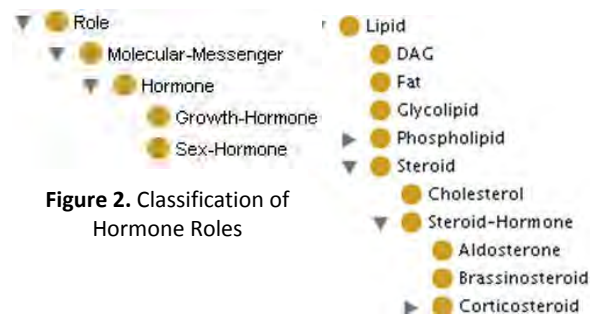 Role
Molecular-Messenger
Hormone
Growth-Hormone
Sex-Hormone
Figure 2. Classification of
Hormone Roles
Lipid
DAG
Fat
Glycolipid
Phospholipid
Steroid
Cholesterol
Steroid-Hormone
Aldosterone
Brassinosteroid
Corticosteroid